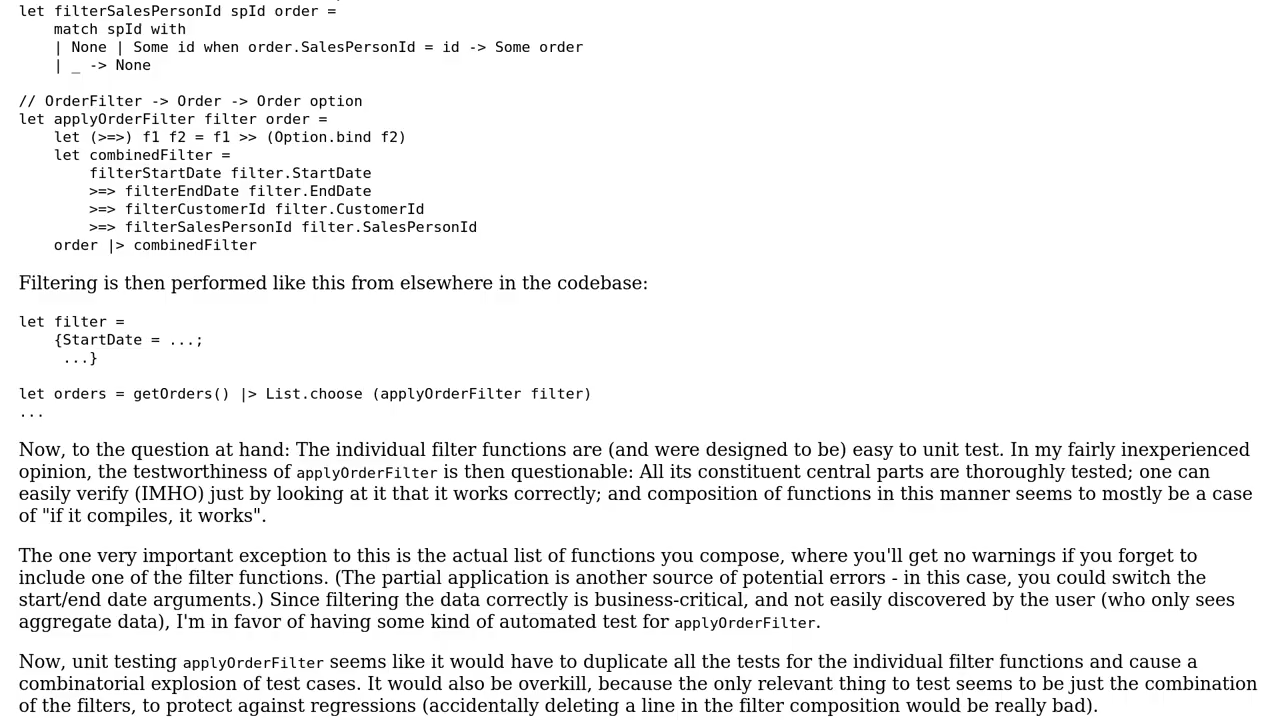 let filterSalesPersonId spId order =
    match spId with
    | None | Some id when order.SalesPersonId = id -> Some order
    | _ -> None
// OrderFilter -> Order -> Order option
let applyOrderFilter filter order =
    let (>=>) f1 f2 = f1 >> (Option.bind f2)
    let combinedFilter =
        filterStartDate filter.StartDate
        >=> filterEndDate filter.EndDate
        >=> filterCustomerId filter.CustomerId
        >=> filterSalesPersonId filter.SalesPersonId
    order |> combinedFilter
Filtering is then performed like this from elsewhere in the codebase:
let filter =
    {StartDate = ...;
     ...}
let orders = getOrders() |> List.choose (applyOrderFilter filter)
...
Now, to the question at hand: The individual filter functions are (and were designed to be) easy to unit test. In my fairly inexperienced
opinion, the testworthiness of applyOrderFilter is then questionable: All its constituent central parts are thoroughly tested; one can
easily verify (IMHO) just by looking at it that it works correctly; and composition of functions in this manner seems to mostly be a case
of "if it compiles, it works".
The one very important exception to this is the actual list of functions you compose, where you'll get no warnings if you forget to
include one of the filter functions. (The partial application is another source of potential errors - in this case, you could switch the
start/end date arguments.) Since filtering the data correctly is business-critical, and not easily discovered by the user (who only sees
aggregate data), I'm in favor of having some kind of automated test for applyOrderFilter.
Now, unit testing applyOrderFilter seems like it would have to duplicate all the tests for the individual filter functions and cause a
combinatorial explosion of test cases. It would also be overkill, because the only relevant thing to test seems to be just the combination
of the filters, to protect against regressions (accidentally deleting a line in the filter composition would be really bad).